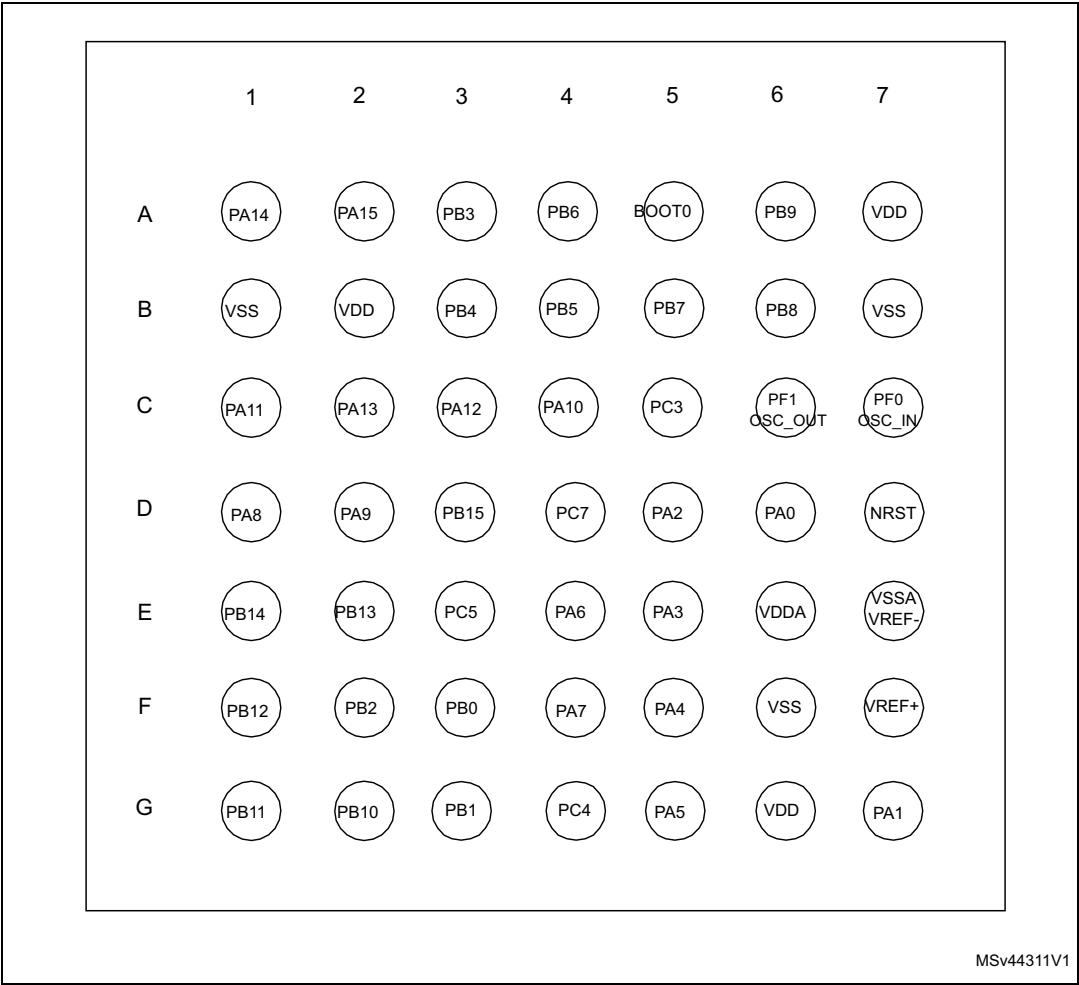 1 2 3 4 5 6 7
A PA14 PA15 PB3 PB6 BOOT0 PB9 VDD
B VSS VDD PB4 PB5 PB7 PB8 VSS
C PA11 PA13 PA12 PA10 PC3 PF1 OSC_OUT PF0 OSC_IN
D PA8 PA9 PB15 PC7 PA2 PA0 NRST
E PB14 PB13 PC5 PA6 PA3 VDDA VSSA VREF-
F PB12 PB2 PB0 PA7 PA4 VSS VREF+
G PB11 PB10 PB1 PC4 PA5 VDD PA1
MSv44311V1